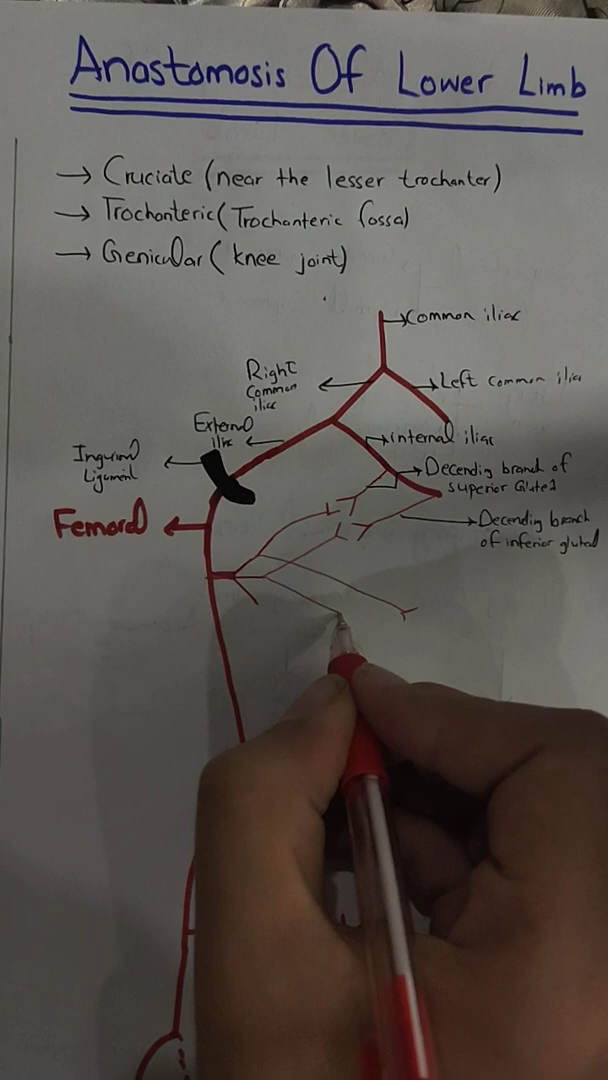 Anastomosis Of Lower Limb
→ Cruciate (near the lesser trochanter)
→ Trochanteric (Trochanteric fossa)
→ Genicular (knee joint)
Common iliac
Right
Common
iliac
Left common iliac
External
iliac
internal iliac
Inguinal
Ligament
Decending branch of
superior Gluteal
Femoral
Decending branch
of inferior gluteal